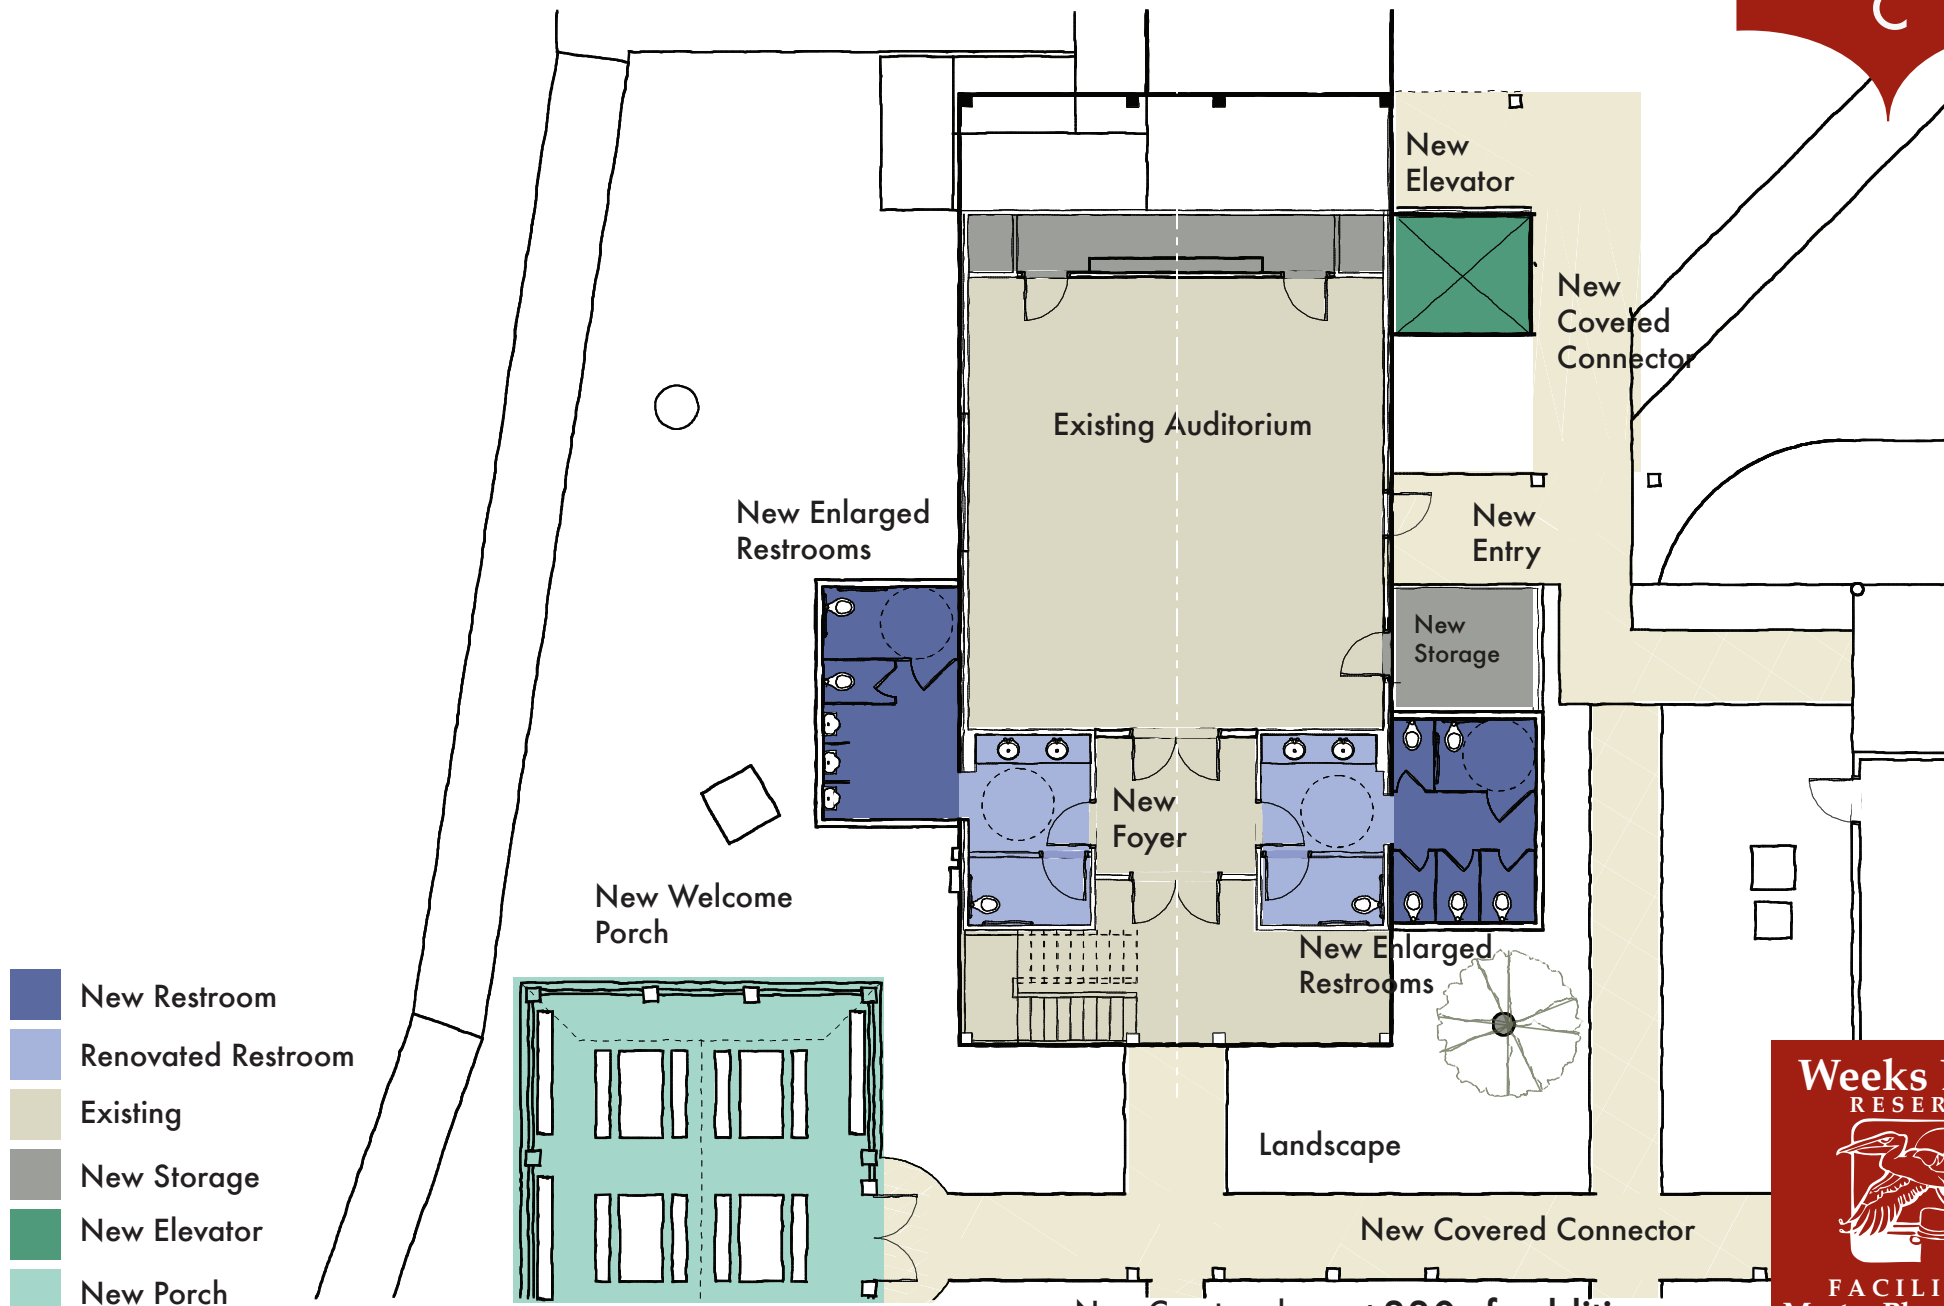 C
New
Elevator
New
Covered
Connector
Existing Auditorium
New Enlarged
Restrooms
New
Entry
New
Storage
New
Foyer
New Welcome
Porch
New Enlarged
Restrooms
New Restroom
Renovated Restroom
Existing
New Storage
New Elevator
New Porch
Landscape
New Covered Connector
Weeks
RESER
FACILI